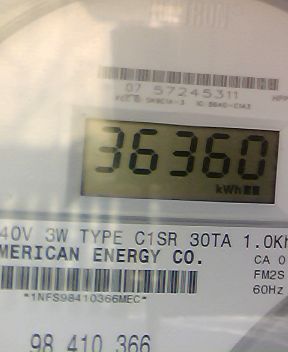 07 57245311
36360
kWh
40V 3W TYPE C1SR 30TA 1.0Kh
MERICAN ENERGY CO.
CA 0
FM2S
60Hz
*1NFS98410366MEC*
98 410 366